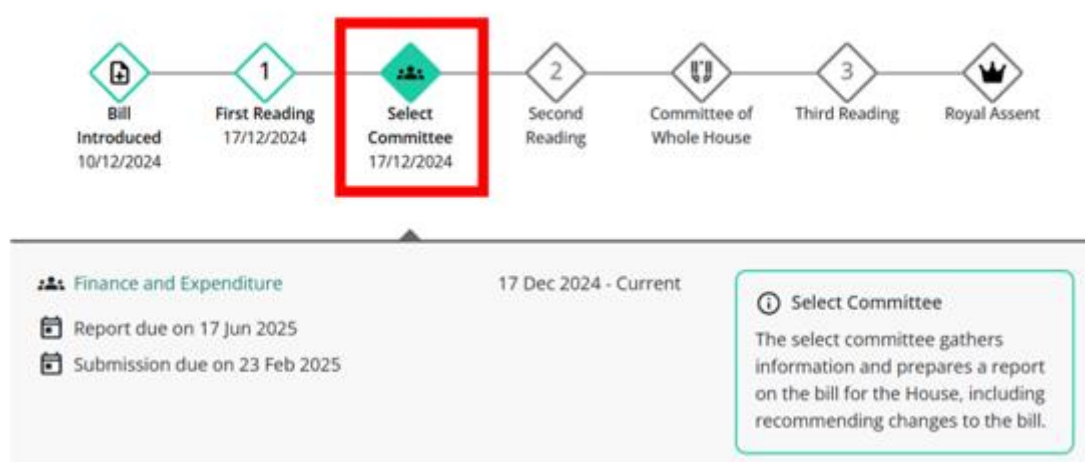 1
2
3
Bill
Introduced
10/12/2024
First Reading
17/12/2024
Select
Committee
17/12/2024
Second
Reading
Committee of
Whole House
Third Reading
Royal Assent
Finance and Expenditure
17 Dec 2024 - Current
Report due on 17 Jun 2025
Submission due on 23 Feb 2025
Select Committee
The select committee gathers
information and prepares a report
on the bill for the House, including
recommending changes to the bill.